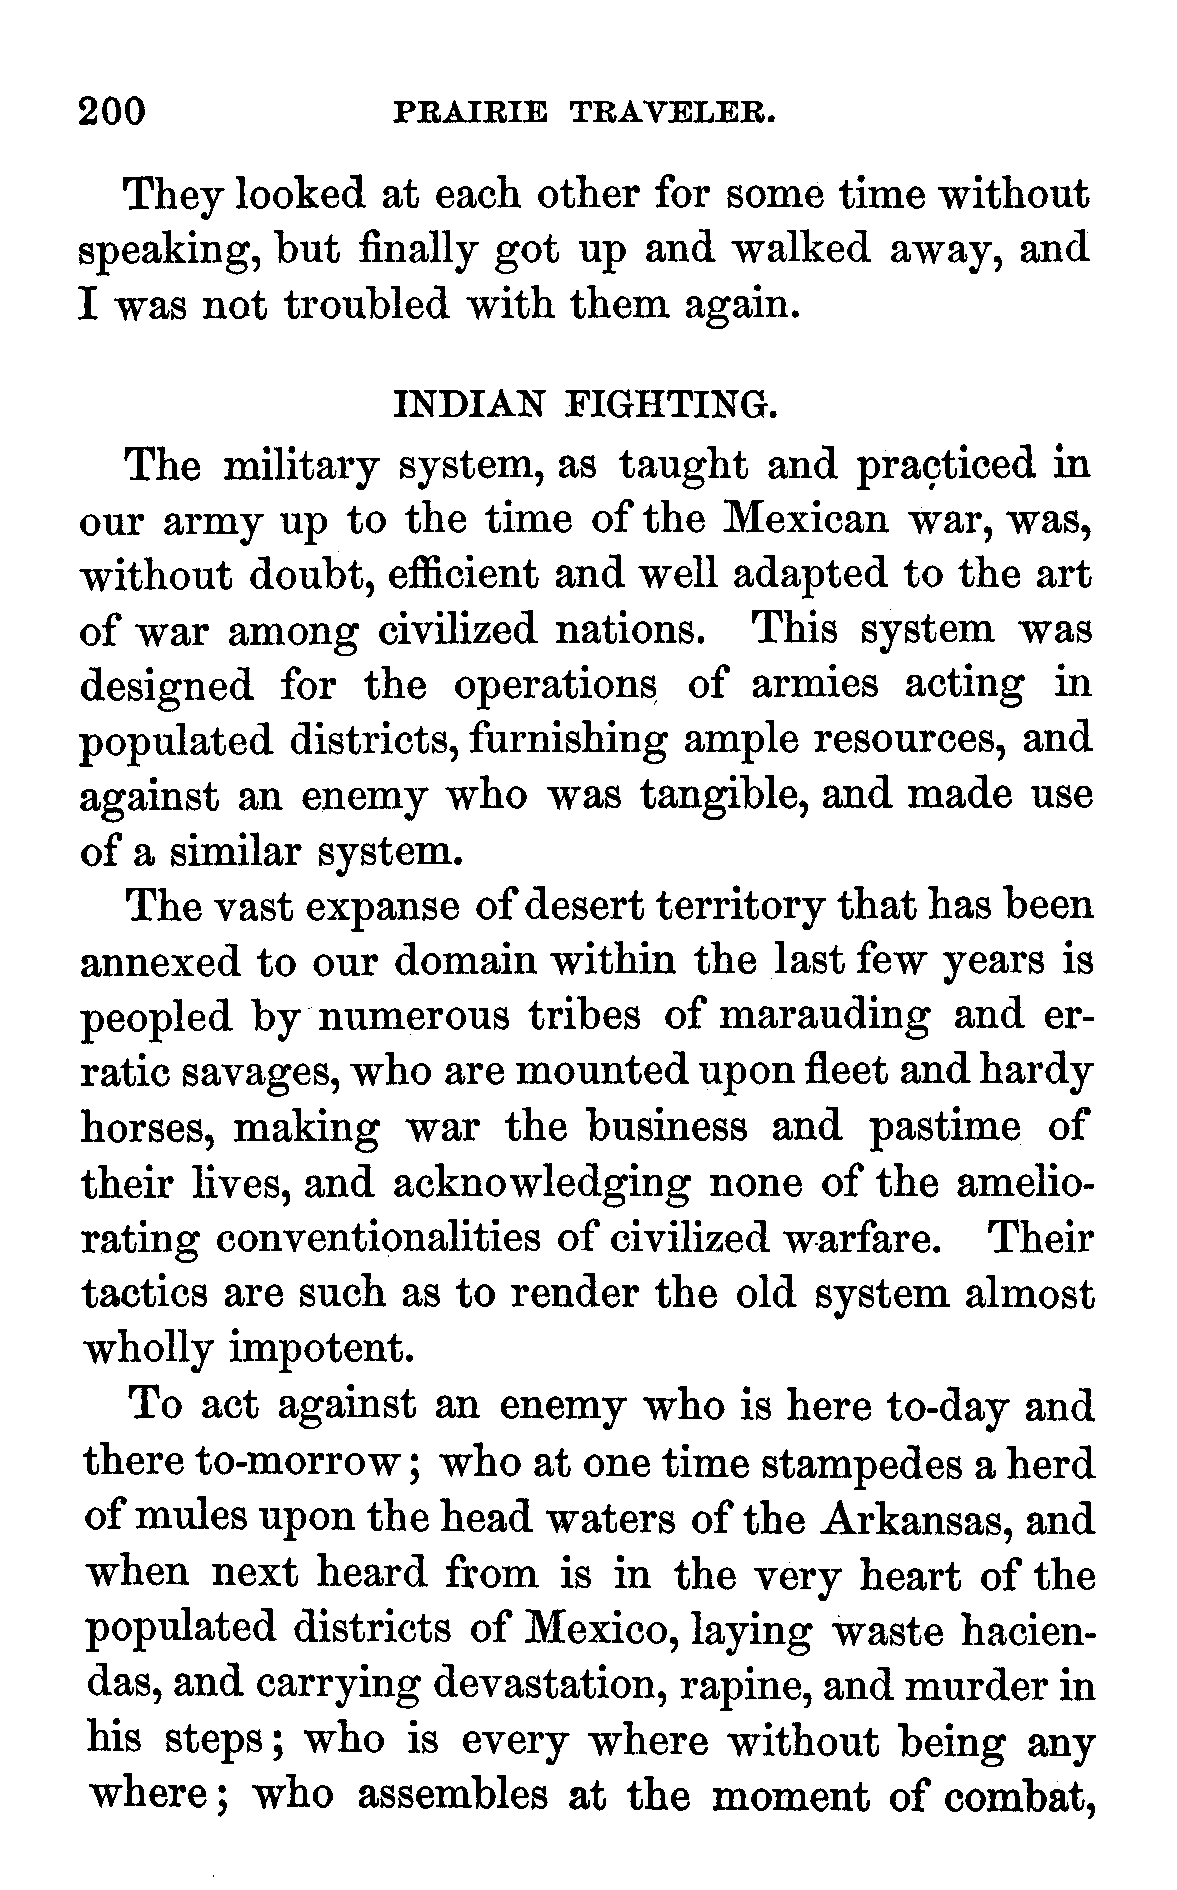 200 PRAIRIE TRAVELER.
They looked at each other for some time without
speaking, but finally got up and walked away, and
I was not troubled with them again.
INDIAN FIGHTING.
The military system, as taught and practiced in
our army up to the time of the Mexican war, was,
without doubt, efficient and well adapted to the art
of war among civilized nations. This system was
designed for the operations of armies acting in
populated districts, furnishing ample resources, and
against an enemy who was tangible, and made use
of a similar system.
The vast expanse of desert territory that has been
annexed to our domain within the last few years is
peopled by numerous tribes of marauding and er-
ratic savages, who are mounted upon fleet and hardy
horses, making war the business and pastime of
their lives, and acknowledging none of the amelio-
rating conventionalities of civilized warfare. Their
tactics are such as to render the old system almost
wholly impotent.
To act against an enemy who is here to-day and
there to-morrow; who at one time stampedes a herd
of mules upon the head waters of the Arkansas, and
when next heard from is in the very heart of the
populated districts of Mexico, laying waste hacien-
das, and carrying devastation, rapine, and murder in
his steps; who is every where without being any
where; who assembles at the moment of combat,